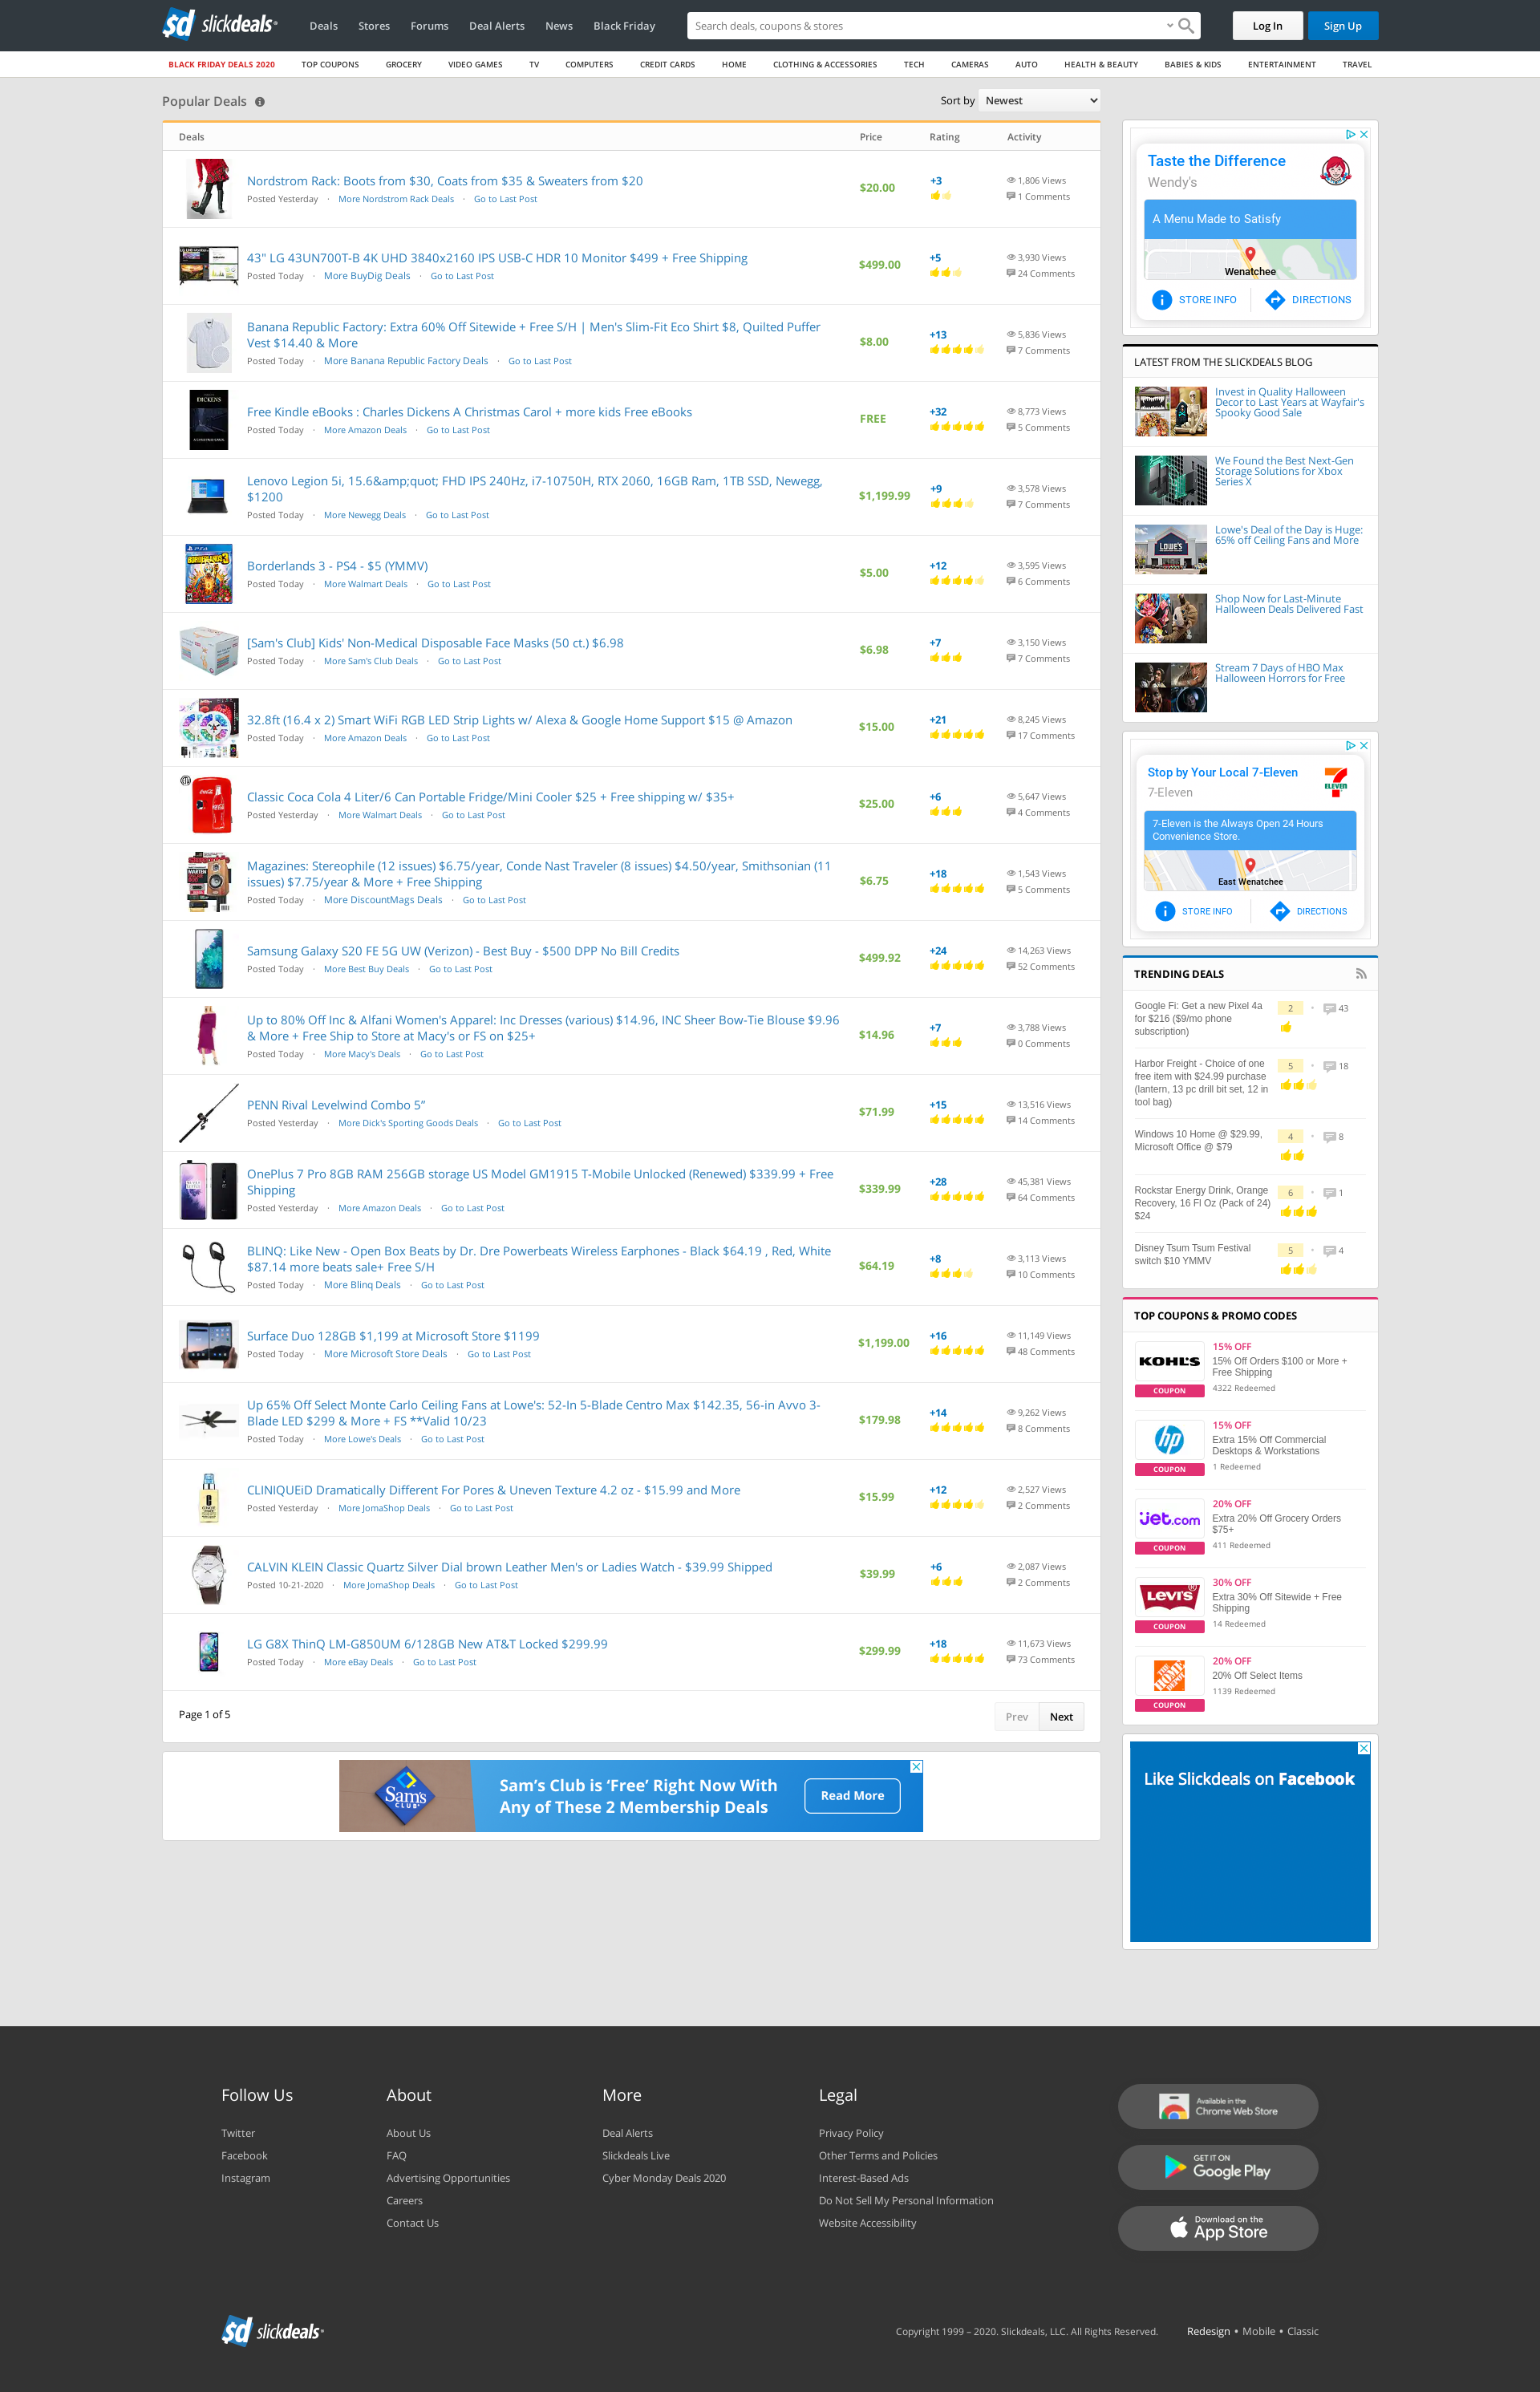 slickdeals
Deals
Stores
Forums
Deal Alerts
News
Black Friday
Search deals, coupons & stores
Log In
Sign Up
BLACK FRIDAY DEALS 2020
TOP COUPONS
GROCERY
VIDEO GAMES
TV
COMPUTERS
CREDIT CARDS
HOME
CLOTHING & ACCESSORIES
TECH
CAMERAS
AUTO
HEALTH & BEAUTY
BABIES & KIDS
ENTERTAINMENT
TRAVEL
Popular Deals
Sort by Newest
Deals Price Rating Activity
Nordstrom Rack: Boots from $30, Coats from $35 & Sweaters from $20
Posted Yesterday · More Nordstrom Rack Deals · Go to Last Post
$20.00
+3
1,806 Views
1 Comments
43" LG 43UN700T-B 4K UHD 3840x2160 IPS USB-C HDR 10 Monitor $499 + Free Shipping
Posted Today · More BuyDig Deals · Go to Last Post
$499.00
+5
3,930 Views
24 Comments
Banana Republic Factory: Extra 60% Off Sitewide + Free S/H | Men's Slim-Fit Eco Shirt $8, Quilted Puffer
Vest $14.40 & More
Posted Today · More Banana Republic Factory Deals · Go to Last Post
$8.00
+13
5,836 Views
7 Comments
Free Kindle eBooks : Charles Dickens A Christmas Carol + more kids Free eBooks
Posted Today · More Amazon Deals · Go to Last Post
FREE
+32
8,773 Views
5 Comments
Lenovo Legion 5i, 15.6&amp;quot; FHD IPS 240Hz, i7-10750H, RTX 2060, 16GB Ram, 1TB SSD, Newegg,
$1200
Posted Today · More Newegg Deals · Go to Last Post
$1,199.99
+9
3,578 Views
7 Comments
Borderlands 3 - PS4 - $5 (YMMV)
Posted Today · More Walmart Deals · Go to Last Post
$5.00
+12
3,595 Views
6 Comments
[Sam's Club] Kids' Non-Medical Disposable Face Masks (50 ct.) $6.98
Posted Today · More Sam's Club Deals · Go to Last Post
$6.98
+7
3,150 Views
7 Comments
32.8ft (16.4 x 2) Smart WiFi RGB LED Strip Lights w/ Alexa & Google Home Support $15 @ Amazon
Posted Today · More Amazon Deals · Go to Last Post
$15.00
+21
8,245 Views
17 Comments
Classic Coca Cola 4 Liter/6 Can Portable Fridge/Mini Cooler $25 + Free shipping w/ $35+
Posted Yesterday · More Walmart Deals · Go to Last Post
$25.00
+6
5,647 Views
4 Comments
Magazines: Stereophile (12 issues) $6.75/year, Conde Nast Traveler (8 issues) $4.50/year, Smithsonian (11
issues) $7.75/year & More + Free Shipping
Posted Today · More DiscountMags Deals · Go to Last Post
$6.75
+18
1,543 Views
5 Comments
Samsung Galaxy S20 FE 5G UW (Verizon) - Best Buy - $500 DPP No Bill Credits
Posted Today · More Best Buy Deals · Go to Last Post
$499.92
+24
14,263 Views
52 Comments
Up to 80% Off Inc & Alfani Women's Apparel: Inc Dresses (various) $14.96, INC Sheer Bow-Tie Blouse $9.96
& More + Free Ship to Store at Macy's or FS on $25+
Posted Today · More Macy's Deals · Go to Last Post
$14.96
+7
3,788 Views
0 Comments
PENN Rival Levelwind Combo 5”
Posted Yesterday · More Dick's Sporting Goods Deals · Go to Last Post
$71.99
+15
13,516 Views
14 Comments
OnePlus 7 Pro 8GB RAM 256GB storage US Model GM1915 T-Mobile Unlocked (Renewed) $339.99 + Free
Shipping
Posted Yesterday · More Amazon Deals · Go to Last Post
$339.99
+28
45,381 Views
64 Comments
BLINQ: Like New - Open Box Beats by Dr. Dre Powerbeats Wireless Earphones - Black $64.19 , Red, White
$87.14 more beats sale+ Free S/H
Posted Today · More Blinq Deals · Go to Last Post
$64.19
+8
3,113 Views
10 Comments
Surface Duo 128GB $1,199 at Microsoft Store $1199
Posted Today · More Microsoft Store Deals · Go to Last Post
$1,199.00
+16
11,149 Views
48 Comments
Up 65% Off Select Monte Carlo Ceiling Fans at Lowe's: 52-In 5-Blade Centro Max $142.35, 56-in Avvo 3-
Blade LED $299 & More + FS **Valid 10/23
Posted Today · More Lowe's Deals · Go to Last Post
$179.98
+14
9,262 Views
8 Comments
CLINIQUEiD Dramatically Different For Pores & Uneven Texture 4.2 oz - $15.99 and More
Posted Yesterday · More JomaShop Deals · Go to Last Post
$15.99
+12
2,527 Views
2 Comments
CALVIN KLEIN Classic Quartz Silver Dial brown Leather Men's or Ladies Watch - $39.99 Shipped
Posted 10-21-2020 · More JomaShop Deals · Go to Last Post
$39.99
+6
2,087 Views
2 Comments
LG G8X ThinQ LM-G850UM 6/128GB New AT&T Locked $299.99
Posted Today · More eBay Deals · Go to Last Post
$299.99
+18
11,673 Views
73 Comments
Page 1 of 5
Prev
Next
Sam's CLUB
Sam’s Club is ‘Free’ Right Now With
Any of These 2 Membership Deals
Read More
Taste the Difference
Wendy's
A Menu Made to Satisfy
Wenatchee
STORE INFO
DIRECTIONS
LATEST FROM THE SLICKDEALS BLOG
Invest in Quality Halloween
Decor to Last Years at Wayfair's
Spooky Good Sale
We Found the Best Next-Gen
Storage Solutions for Xbox
Series X
Lowe's Deal of the Day is Huge:
65% off Ceiling Fans and More
Shop Now for Last-Minute
Halloween Deals Delivered Fast
Stream 7 Days of HBO Max
Halloween Horrors for Free
Stop by Your Local 7-Eleven
7-Eleven
7-Eleven is the Always Open 24 Hours
Convenience Store.
East Wenatchee
STORE INFO
DIRECTIONS
TRENDING DEALS
Google Fi: Get a new Pixel 4a
for $216 ($9/mo phone
subscription)
2 • 43
Harbor Freight - Choice of one
free item with $24.99 purchase
(lantern, 13 pc drill bit set, 12 in
tool bag)
5 • 18
Windows 10 Home @ $29.99,
Microsoft Office @ $79
4 • 8
Rockstar Energy Drink, Orange
Recovery, 16 Fl Oz (Pack of 24)
$24
6 • 1
Disney Tsum Tsum Festival
switch $10 YMMV
5 • 4
TOP COUPONS & PROMO CODES
KOHL'S
COUPON
15% OFF
15% Off Orders $100 or More +
Free Shipping
4322 Redeemed
hp
COUPON
15% OFF
Extra 15% Off Commercial
Desktops & Workstations
1 Redeemed
jet.com
COUPON
20% OFF
Extra 20% Off Grocery Orders
$75+
411 Redeemed
LEVI'S
COUPON
30% OFF
Extra 30% Off Sitewide + Free
Shipping
14 Redeemed
THE HOME DEPOT
COUPON
20% OFF
20% Off Select Items
1139 Redeemed
Like Slickdeals on Facebook
Follow Us
Twitter
Facebook
Instagram
About
About Us
FAQ
Advertising Opportunities
Careers
Contact Us
More
Deal Alerts
Slickdeals Live
Cyber Monday Deals 2020
Legal
Privacy Policy
Other Terms and Policies
Interest-Based Ads
Do Not Sell My Personal Information
Website Accessibility
Available in the
Chrome Web Store
GET IT ON
Google Play
Download on the
App Store
slickdeals
Copyright 1999 – 2020. Slickdeals, LLC. All Rights Reserved.
Redesign • Mobile • Classic